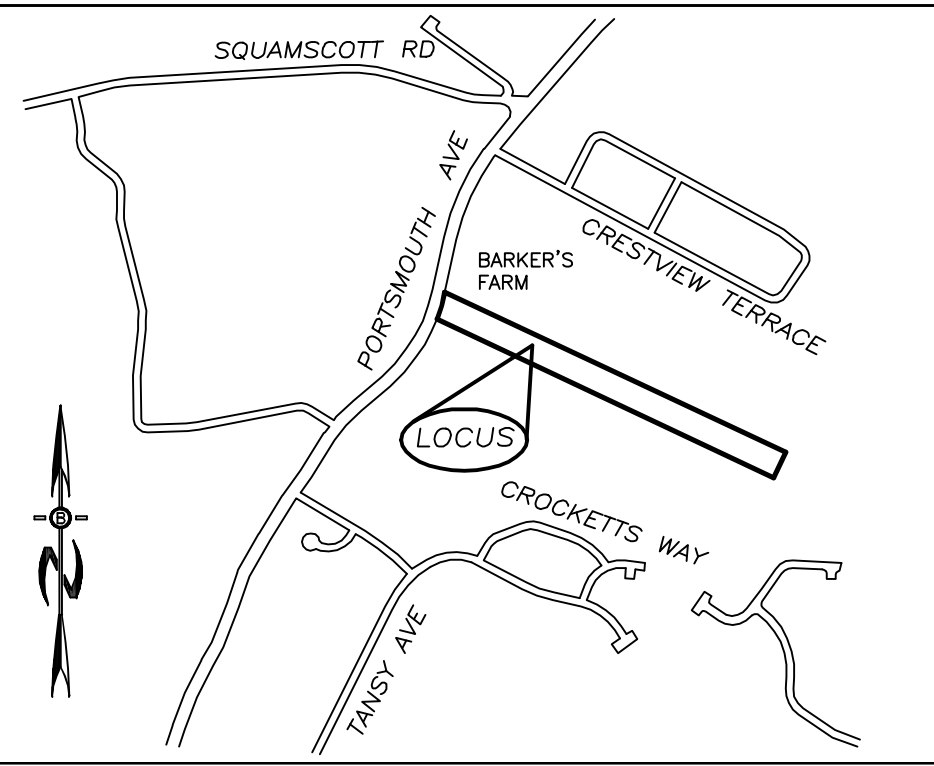 SQUAMSCOTT RD
PORTSMOUTH AVE
BARKER'S
FARM
CRESTVIEW TERRACE
LOCUS
CROCKETTS WAY
B
N
TANSY AVE